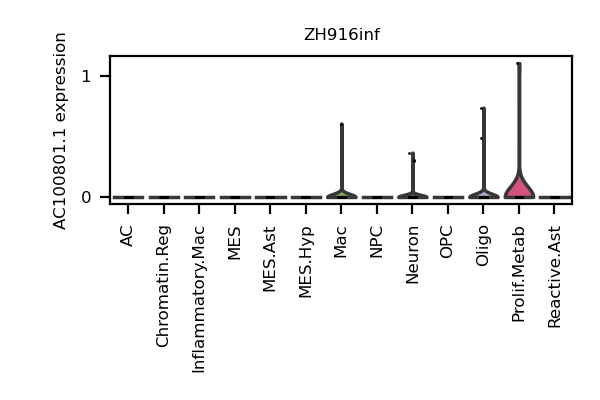 ZH916inf
AC100801.1 expression
1
0
AC
Chromatin.Reg
Inflammatory.Mac
MES
MES.Ast
MES.Hyp
Mac
NPC
Neuron
OPC
Oligo
Prolif.Metab
Reactive.Ast